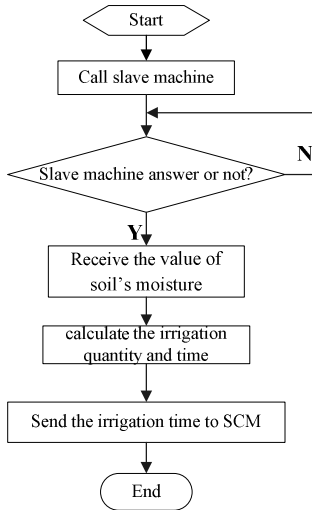 Start
Call slave machine
Slave machine answer or not?
N
Y
Receive the value of
soil's moisture
calculate the irrigation
quantity and time
Send the irrigation time to SCM
End